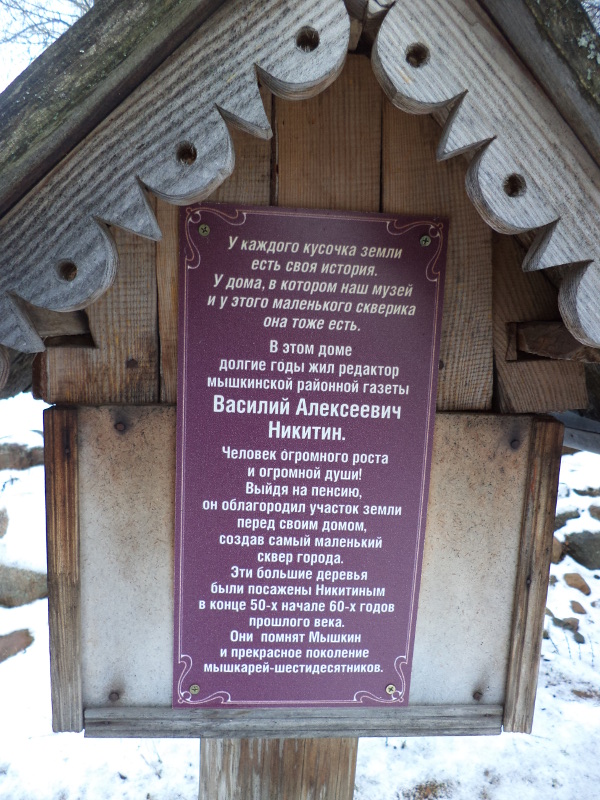 У каждого кусочка земли
есть своя история.
У дома, в котором наш музей
и у этого маленького скверика
она тоже есть.
В этом доме
долгие годы жил редактор
мышкинской районной газеты
Василий Алексеевич
Никитин.
Человек огромного роста
и огромной души!
Выйдя на пенсию,
он облагородил участок земли
перед своим домом,
создав самый маленький
сквер города.
Эти большие деревья
были посажены Никитиным
в конце 50-х начале 60-х годов
прошлого века.
Они помнят Мышкин
и прекрасное поколение
мышкарей-шестидесятников.